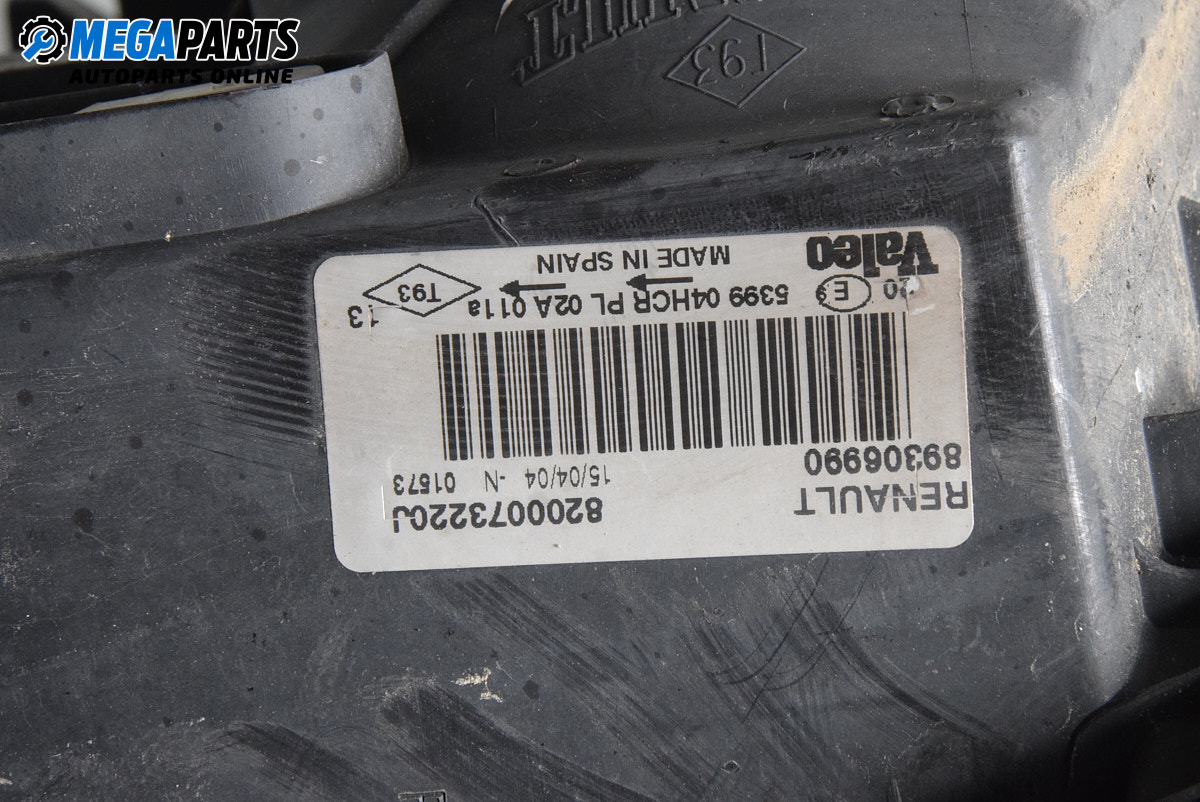 MEGAPARTS
AUTOPARTS ONLINE
T93
RENAULT 8200073220J
89306990 15/04/04 -N 01573
20 E9 5399 04HCR PL 02A 011a T93 13
Valeo MADE IN SPAIN